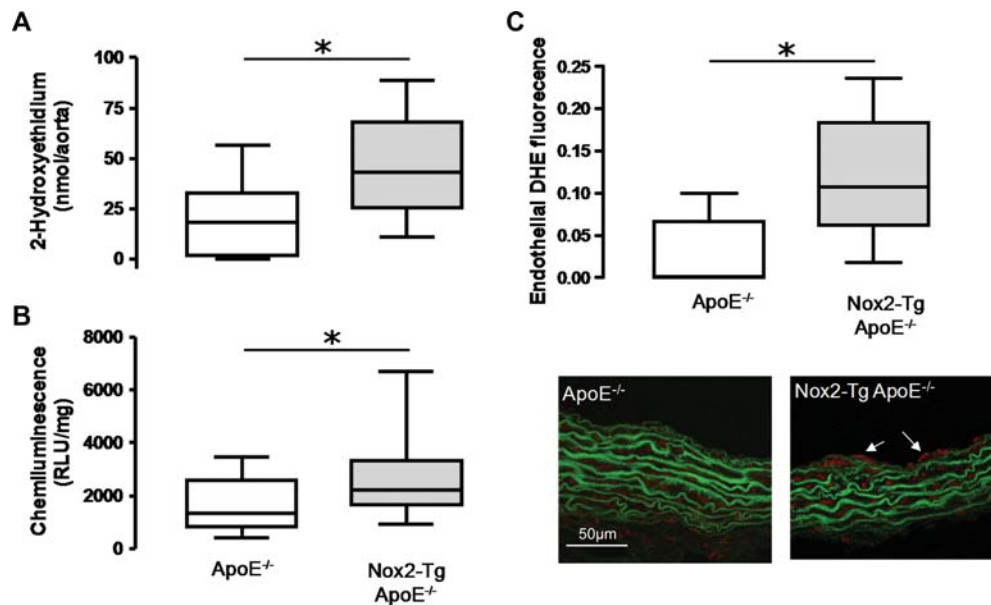 A
*
2-Hydroxyethidium
(nmol/aorta)
100
75
50
25
0
B
*
Chemiluminescence
(RLU/mg)
8000
6000
4000
2000
0
ApoE-/-
Nox2-Tg
ApoE-/-
C
*
Endothelial DHE fluorecence
0.25
0.20
0.15
0.10
0.05
0.00
ApoE-/-
Nox2-Tg
ApoE-/-
ApoE-/-
50µm
Nox2-Tg ApoE-/-